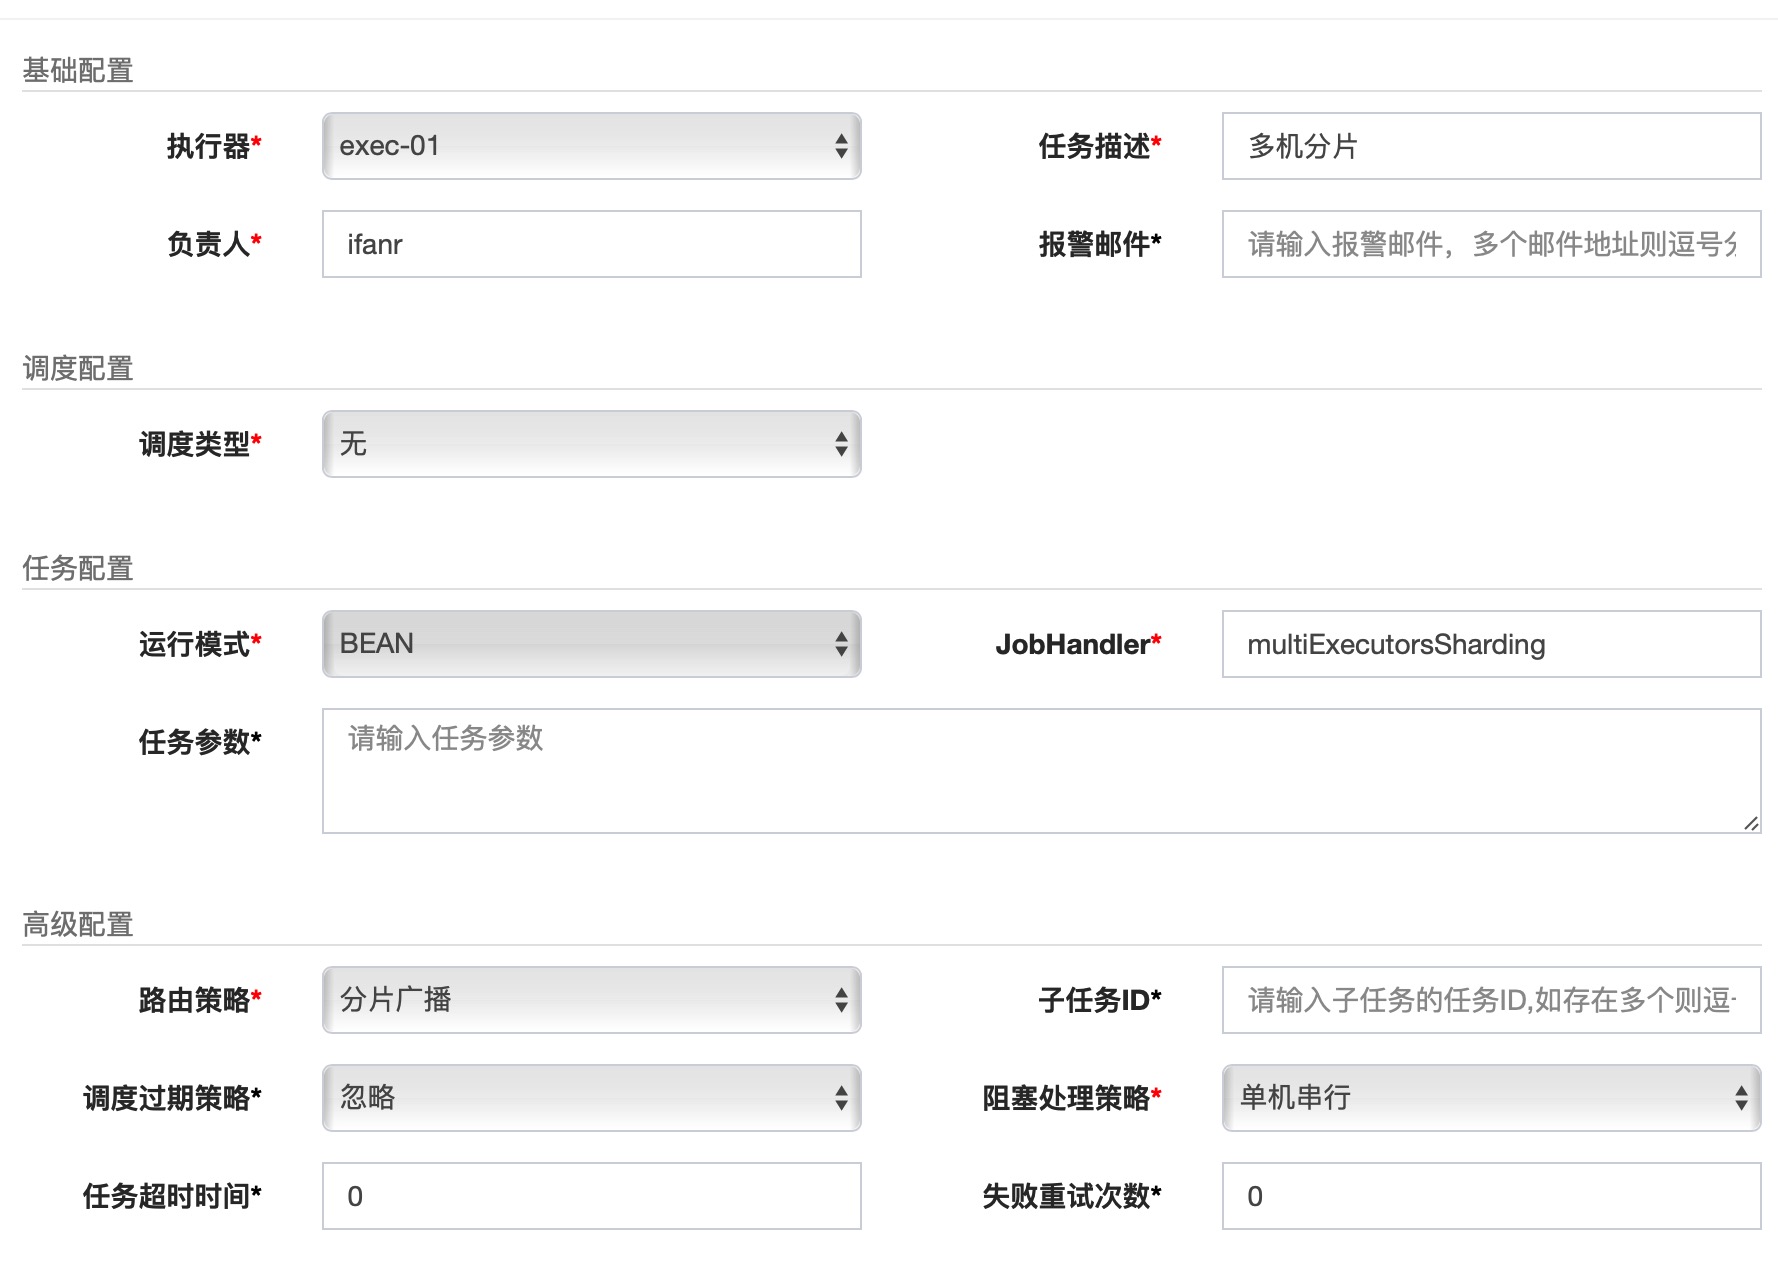 基础配置
执行器* exec-01 任务描述* 多机分片
负责人* ifanr 报警邮件* 请输入报警邮件，多个邮件地址则逗号
调度配置
调度类型* 无
任务配置
运行模式* BEAN JobHandler* multiExecutorsSharding
任务参数* 请输入任务参数
高级配置
路由策略* 分片广播 子任务ID* 请输入子任务的任务ID,如存在多个则逗
调度过期策略* 忽略 阻塞处理策略* 单机串行
任务超时时间* 0 失败重试次数* 0